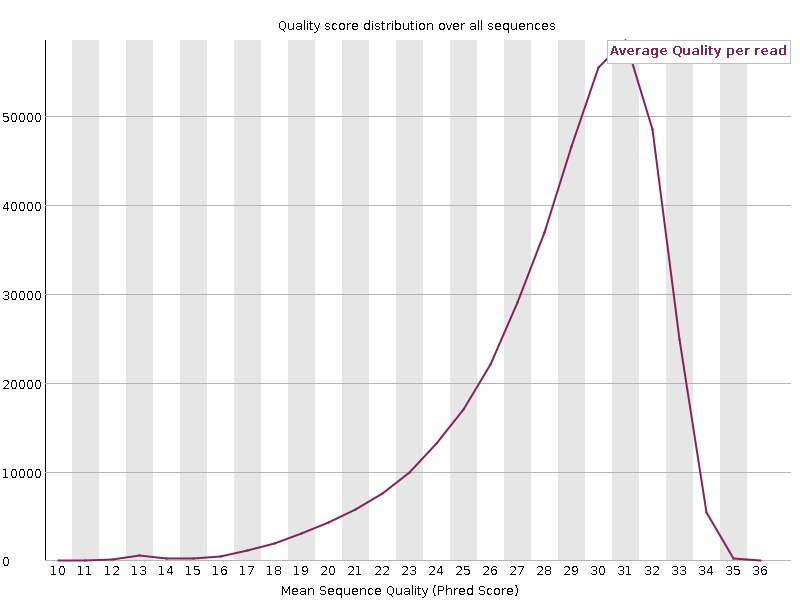 Quality score distribution over all sequences
Average Quality per read
50000
40000
30000
20000
10000
0
10 11 12 13 14 15 16 17 18 19 20 21 22 23 24 25 26 27 28 29 30 31 32 33 34 35 36
Mean Sequence Quality (Phred Score)